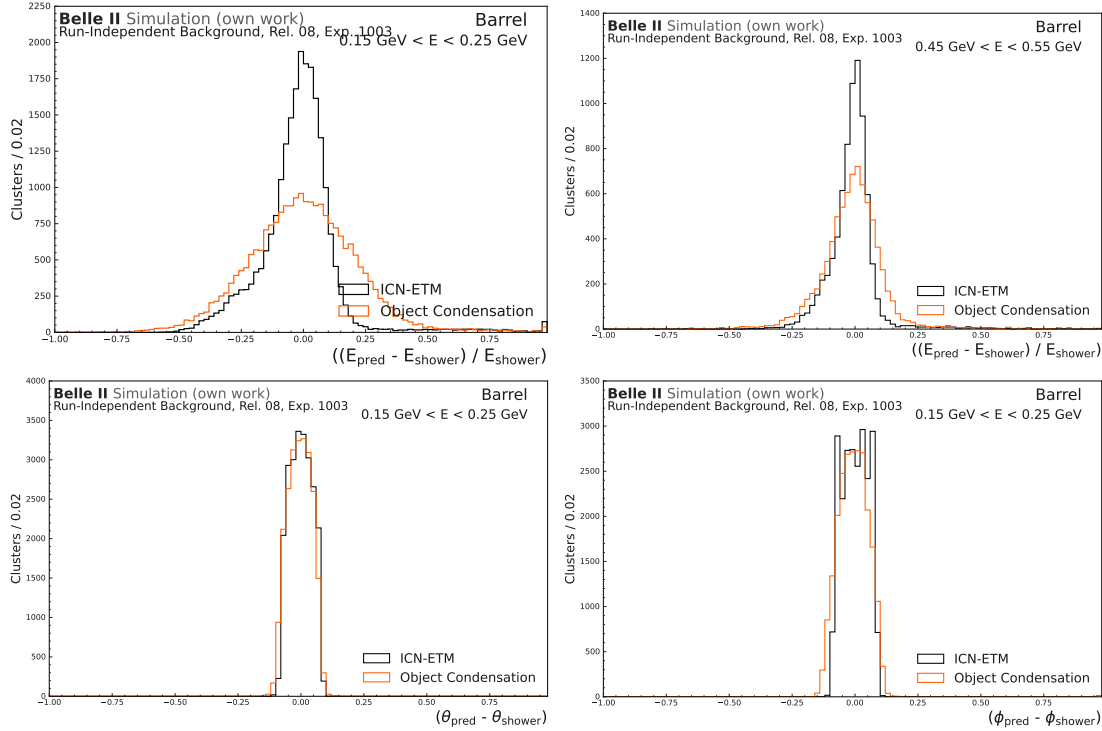 Belle II Simulation (own work)
Run-Independent Background, Rel. 08, Exp. 1003
Barrel
0.15 GeV < E < 0.25 GeV
Clusters / 0.02
2250
2000
1750
1500
1250
1000
750
500
250
0
ICN-ETM
Object Condensation
−1.00 −0.75 −0.50 −0.25 0.00 0.25 0.50 0.75
((E_pred - E_shower) / E_shower)
Belle II Simulation (own work)
Run-Independent Background, Rel. 08, Exp. 1003
Barrel
0.45 GeV < E < 0.55 GeV
Clusters / 0.02
1400
1200
1000
800
600
400
200
0
ICN-ETM
Object Condensation
−1.00 −0.75 −0.50 −0.25 0.00 0.25 0.50 0.75
((E_pred - E_shower) / E_shower)
Belle II Simulation (own work)
Run-Independent Background, Rel. 08, Exp. 1003
Barrel
0.15 GeV < E < 0.25 GeV
Clusters / 0.02
4000
3500
3000
2500
2000
1500
1000
500
0
ICN-ETM
Object Condensation
−1.00 −0.75 −0.50 −0.25 0.00 0.25 0.50 0.75
(θ_pred - θ_shower)
Belle II Simulation (own work)
Run-Independent Background, Rel. 08, Exp. 1003
Barrel
0.15 GeV < E < 0.25 GeV
Clusters / 0.02
3500
3000
2500
2000
1500
1000
500
0
ICN-ETM
Object Condensation
−1.00 −0.75 −0.50 −0.25 0.00 0.25 0.50 0.75
(ϕ_pred - ϕ_shower)